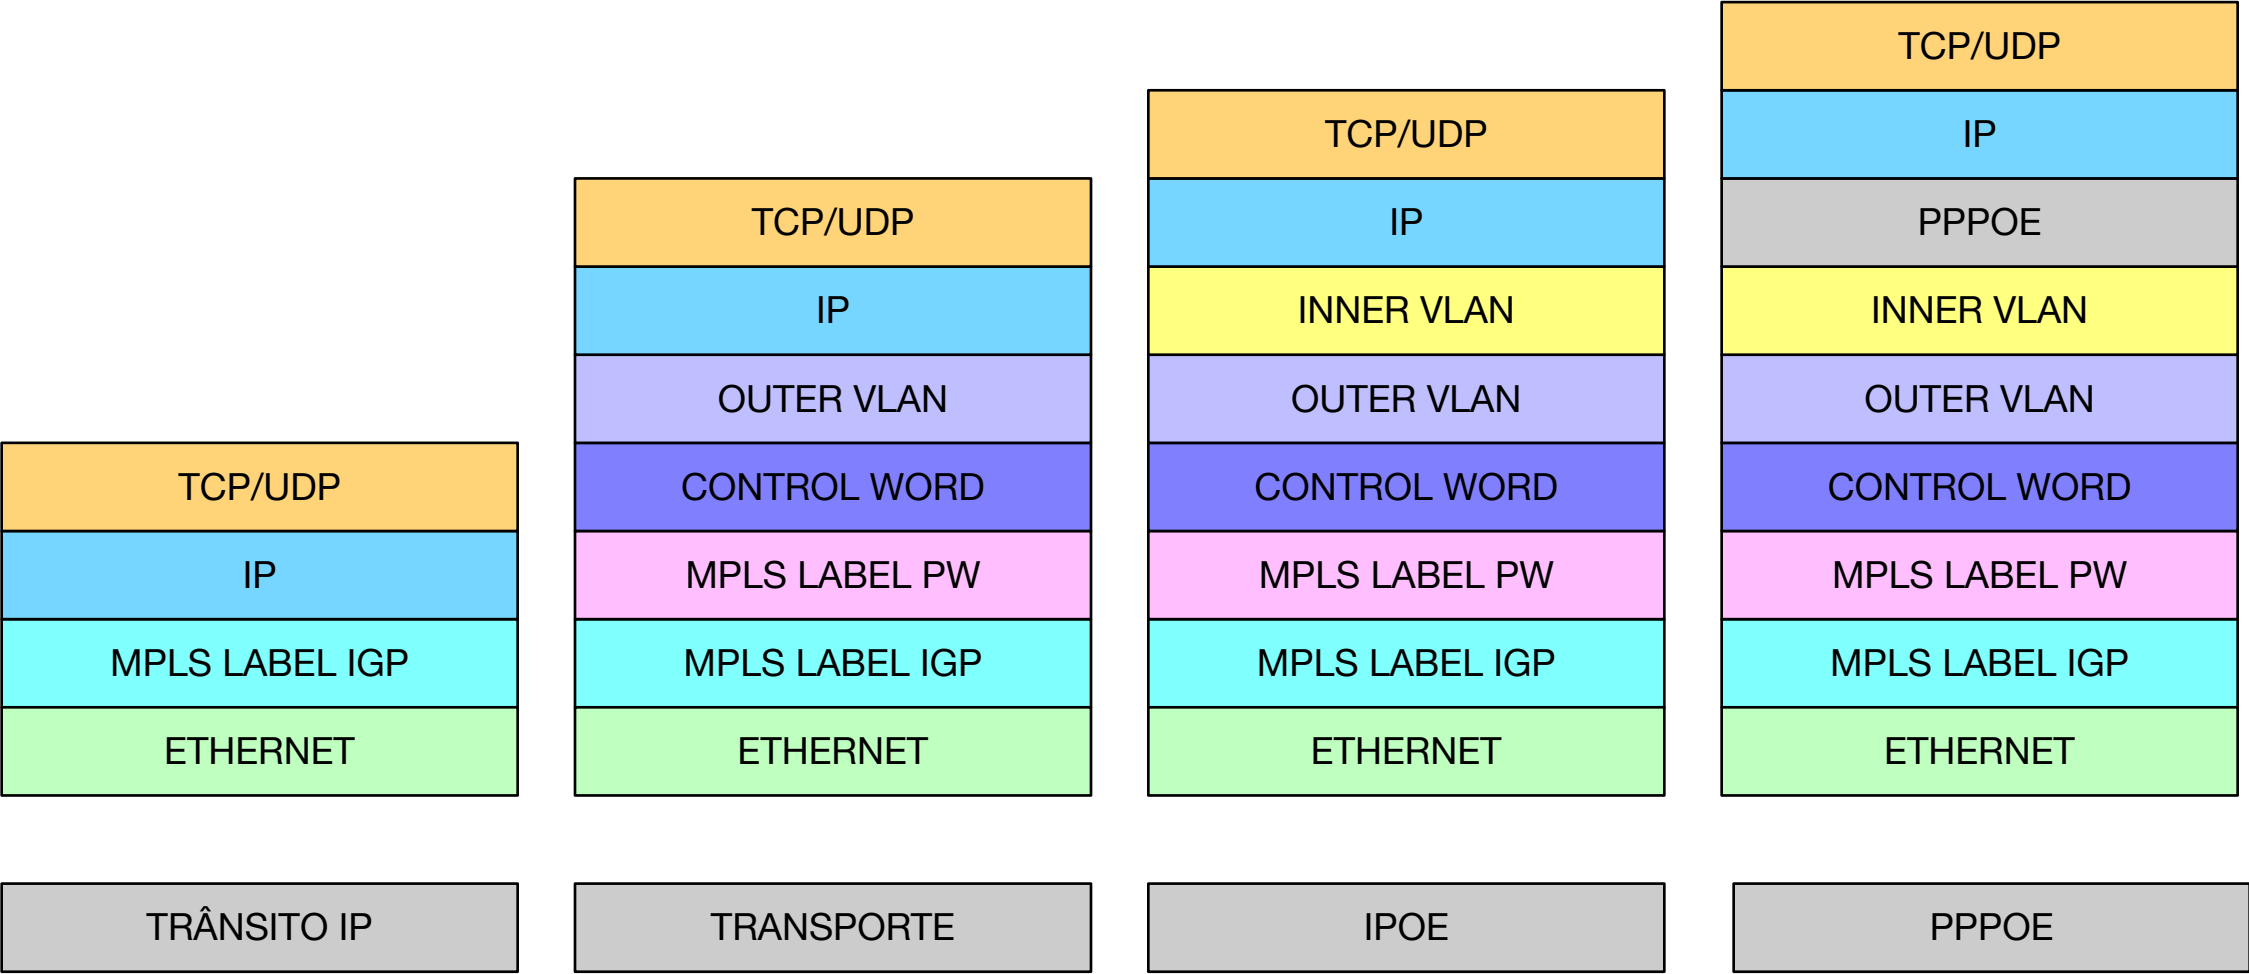 TCP/UDP
IP
MPLS LABEL IGP
ETHERNET
TRÂNSITO IP
TCP/UDP
IP
OUTER VLAN
CONTROL WORD
MPLS LABEL PW
MPLS LABEL IGP
ETHERNET
TRANSPORTE
TCP/UDP
IP
INNER VLAN
OUTER VLAN
CONTROL WORD
MPLS LABEL PW
MPLS LABEL IGP
ETHERNET
IPOE
TCP/UDP
IP
PPPOE
INNER VLAN
OUTER VLAN
CONTROL WORD
MPLS LABEL PW
MPLS LABEL IGP
ETHERNET
PPPOE